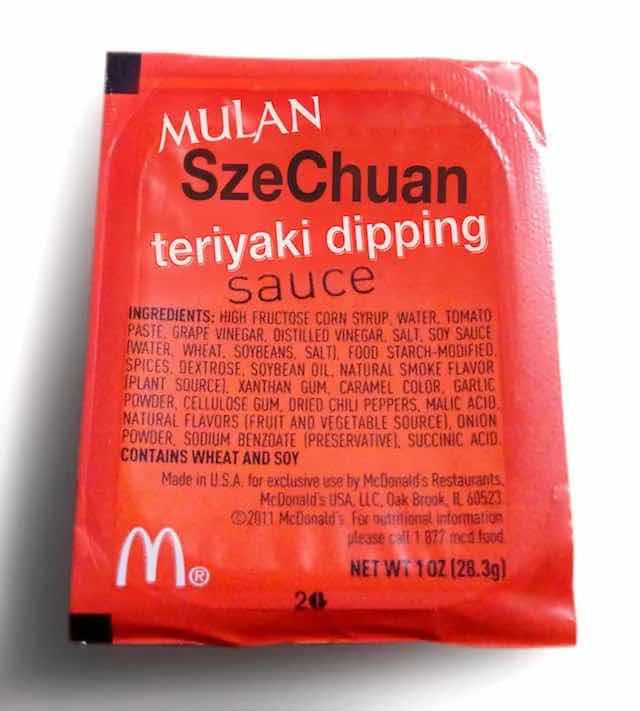 MULAN
SzeChuan
teriyaki dipping
sauce
INGREDIENTS: HIGH FRUCTOSE CORN SYRUP, WATER, TOMATO
PASTE, GRAPE VINEGAR, DISTILLED VINEGAR, SALT, SOY SAUCE
(WATER, WHEAT, SOYBEANS, SALT), FOOD STARCH-MODIFIED,
SPICES, DEXTROSE, SOYBEAN OIL, NATURAL SMOKE FLAVOR
(PLANT SOURCE), XANTHAN GUM, CARAMEL COLOR, GARLIC
POWDER, CELLULOSE GUM, DRIED CHILI PEPPERS, MALIC ACID,
NATURAL FLAVORS (FRUIT AND VEGETABLE SOURCE), ONION
POWDER, SODIUM BENZOATE (PRESERVATIVE), SUCCINIC ACID.
CONTAINS WHEAT AND SOY
Made in U.S.A. for exclusive use by McDonald's Restaurants,
McDonald's USA, LLC, Oak Brook, IL 60523
©2011 McDonald's For nutritional information
please call 1 877 mcd.food
M®
NET WT 1 OZ (28.3g)